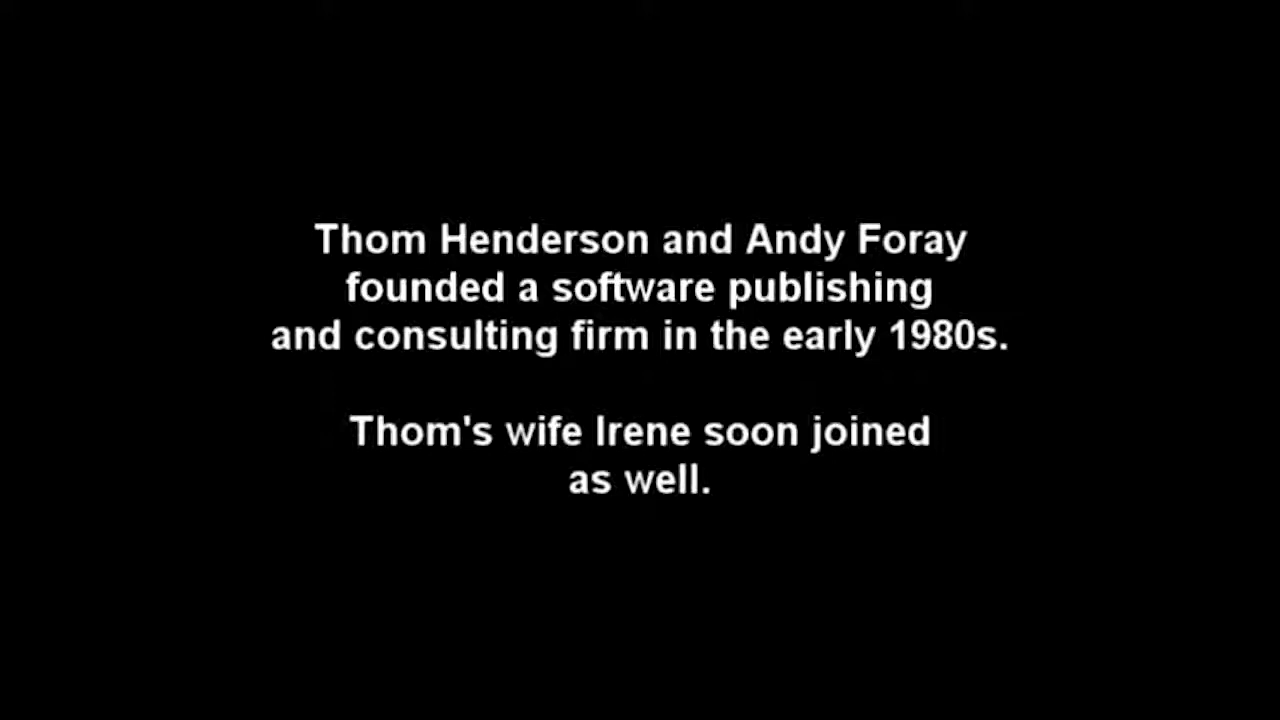 Thom Henderson and Andy Foray
founded a software publishing
and consulting firm in the early 1980s.
Thom's wife Irene soon joined
as well.